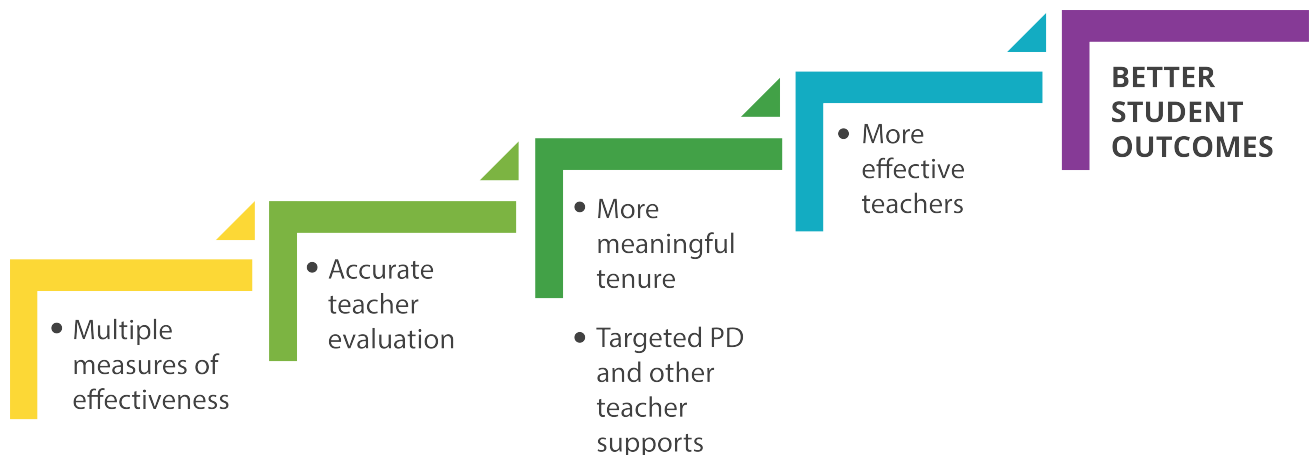 • Multiple
measures of
effectiveness
• Accurate
teacher
evaluation
• More
meaningful
tenure
• Targeted PD
and other
teacher
supports
• More
effective
teachers
BETTER
STUDENT
OUTCOMES